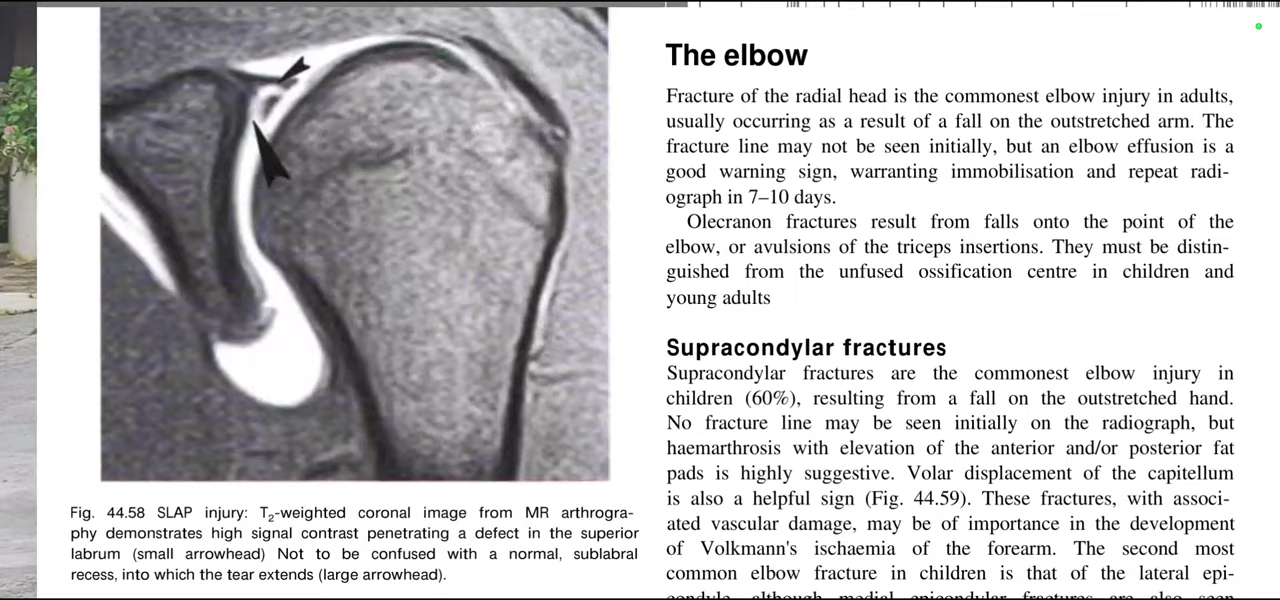 Fig. 44.58 SLAP injury: T2-weighted coronal image from MR arthrogra-
phy demonstrates high signal contrast penetrating a defect in the superior
labrum (small arrowhead) Not to be confused with a normal, sublabral
recess, into which the tear extends (large arrowhead).
The elbow
Fracture of the radial head is the commonest elbow injury in adults,
usually occurring as a result of a fall on the outstretched arm. The
fracture line may not be seen initially, but an elbow effusion is a
good warning sign, warranting immobilisation and repeat radi-
ograph in 7–10 days.
Olecranon fractures result from falls onto the point of the
elbow, or avulsions of the triceps insertions. They must be distin-
guished from the unfused ossification centre in children and
young adults
Supracondylar fractures
Supracondylar fractures are the commonest elbow injury in
children (60%), resulting from a fall on the outstretched hand.
No fracture line may be seen initially on the radiograph, but
haemarthrosis with elevation of the anterior and/or posterior fat
pads is highly suggestive. Volar displacement of the capitellum
is also a helpful sign (Fig. 44.59). These fractures, with associ-
ated vascular damage, may be of importance in the development
of Volkmann's ischaemia of the forearm. The second most
common elbow fracture in children is that of the lateral epi-
condyle, although medial epicondylar fractures are also seen